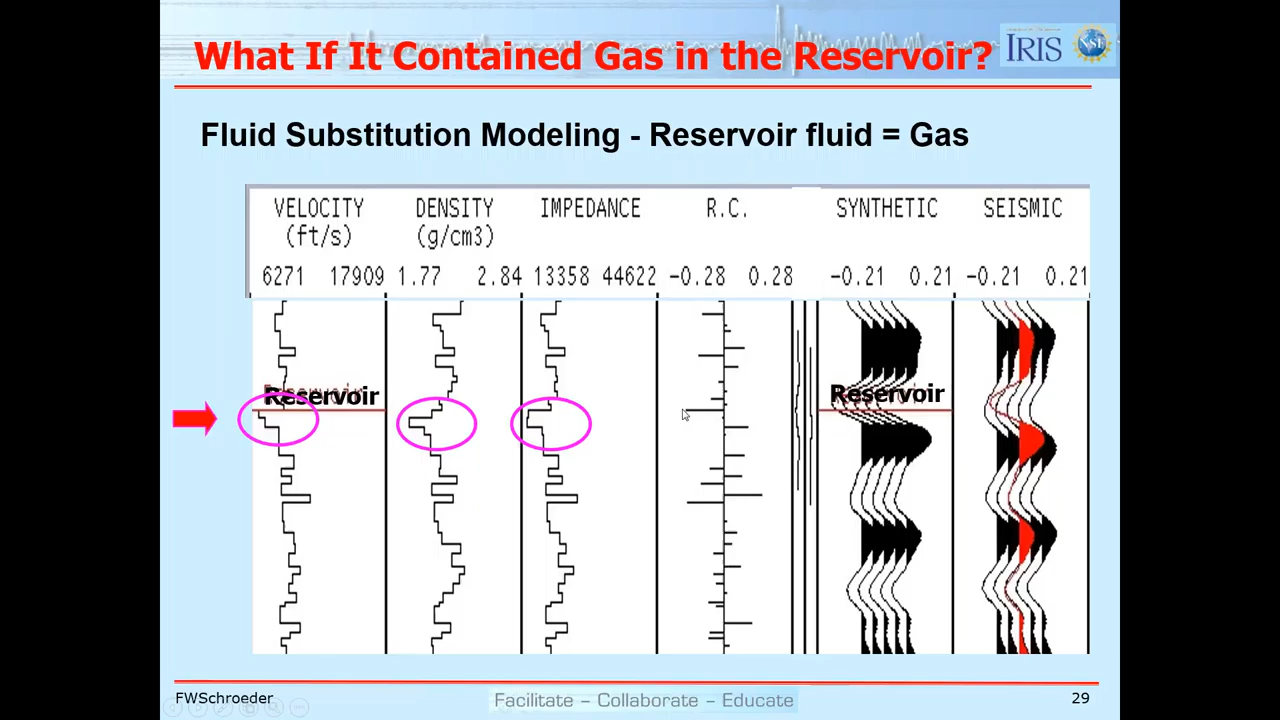 What If It Contained Gas in the Reservoir?
IRIS
NSF
Fluid Substitution Modeling - Reservoir fluid = Gas
VELOCITY DENSITY IMPEDANCE R.C. SYNTHETIC SEISMIC
(ft/s) (g/cm3)
6271 17909 1.77 2.84 13358 44622 -0.28 0.28 -0.21 0.21 -0.21 0.21
Reservoir Reservoir
FWSchroeder Facilitate – Collaborate – Educate 29